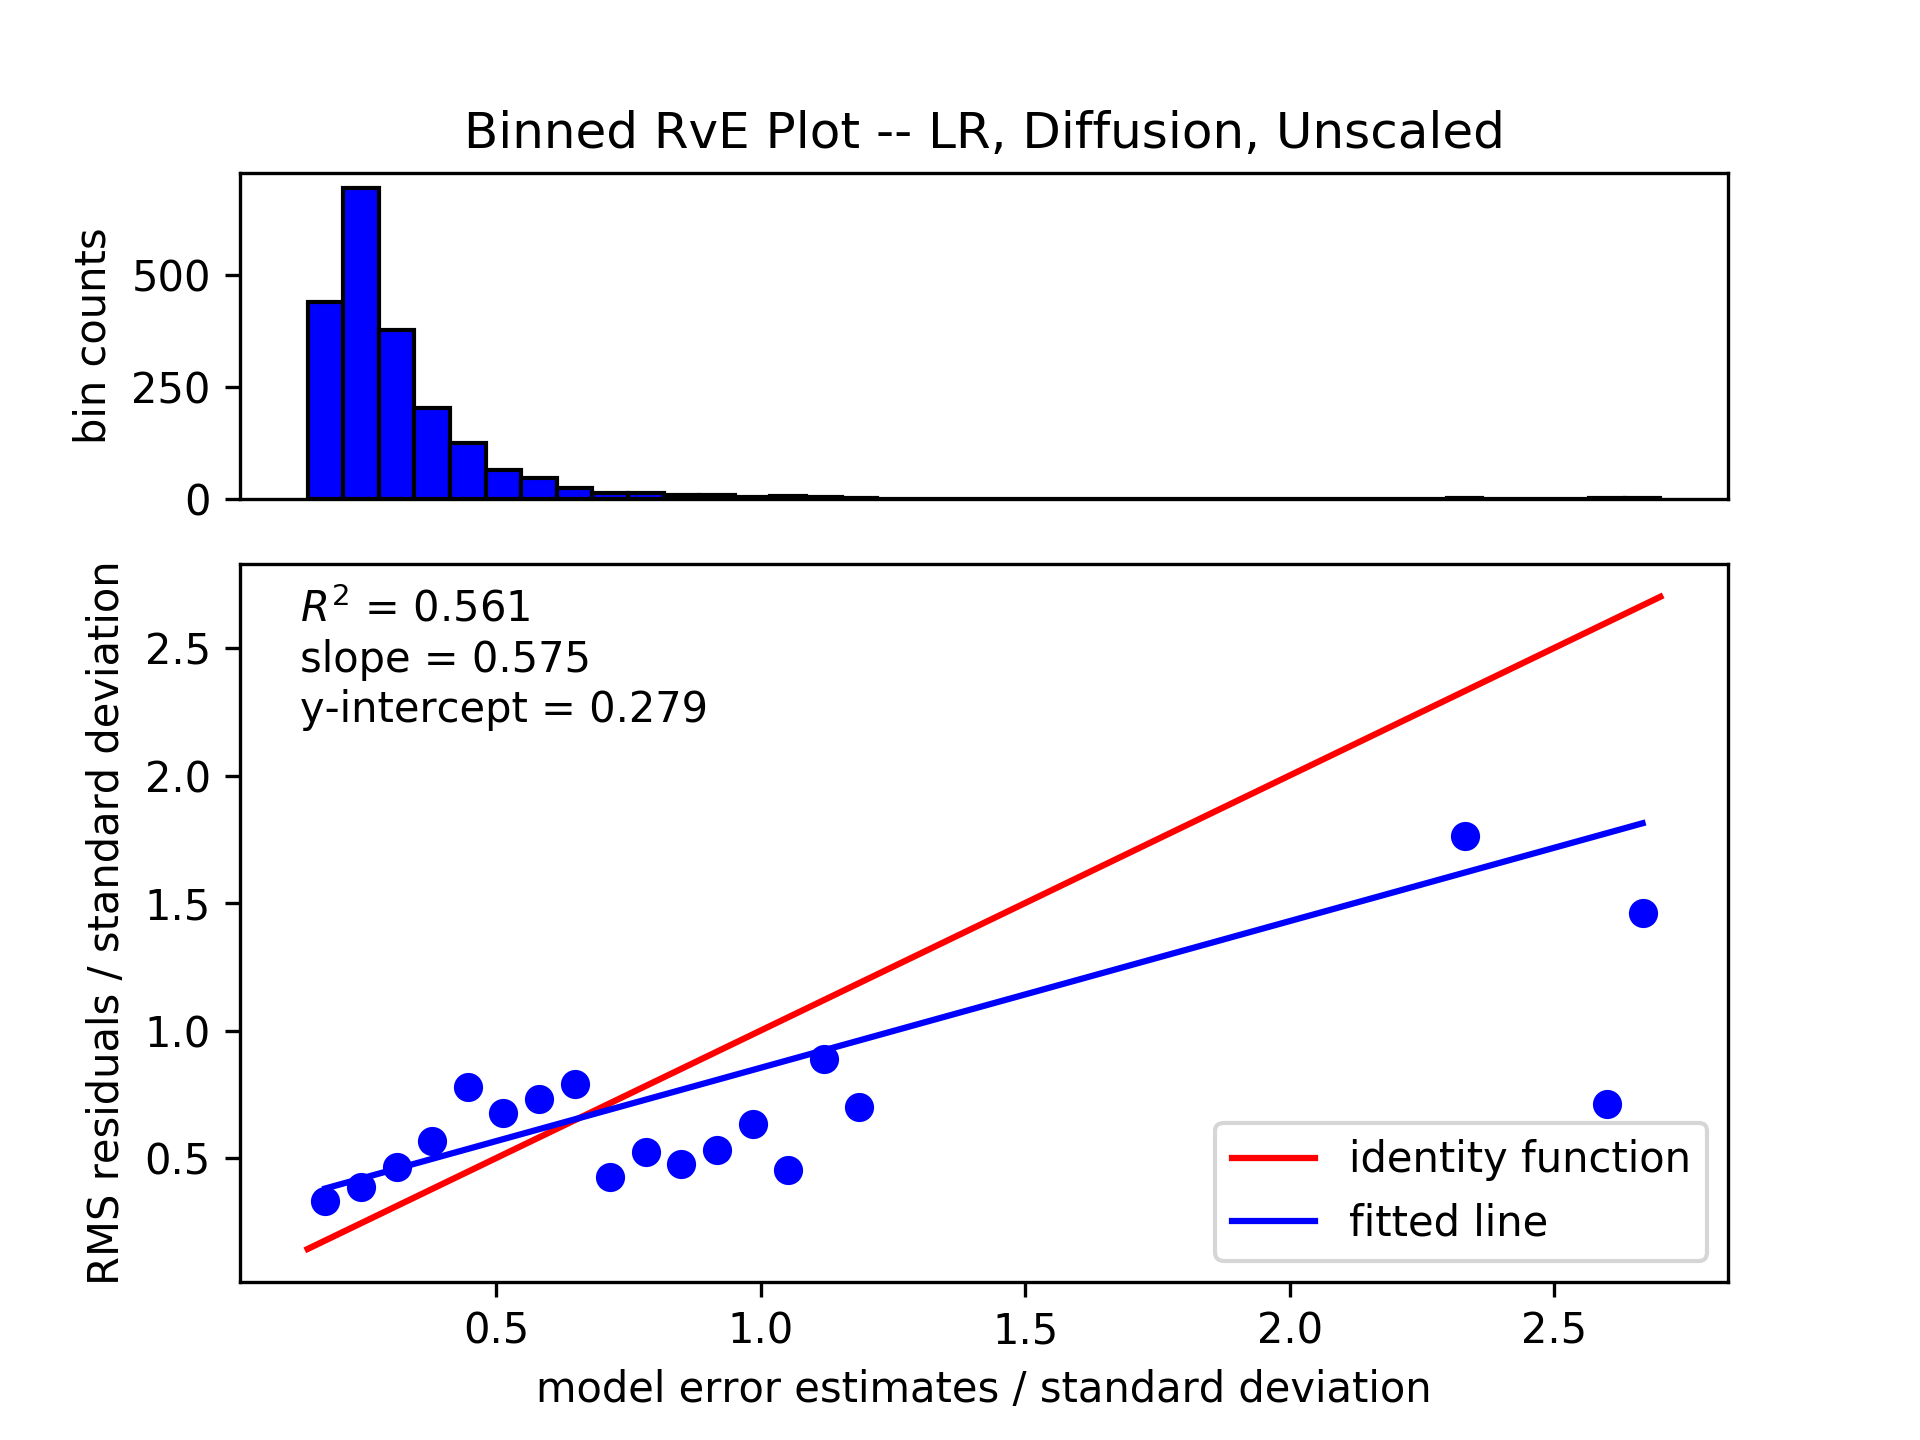 Binned RvE Plot -- LR, Diffusion, Unscaled
bin counts
500
250
0
RMS residuals / standard deviation
R² = 0.561
slope = 0.575
y-intercept = 0.279
2.5
2.0
1.5
1.0
0.5
identity function
fitted line
0.5 1.0 1.5 2.0 2.5
model error estimates / standard deviation